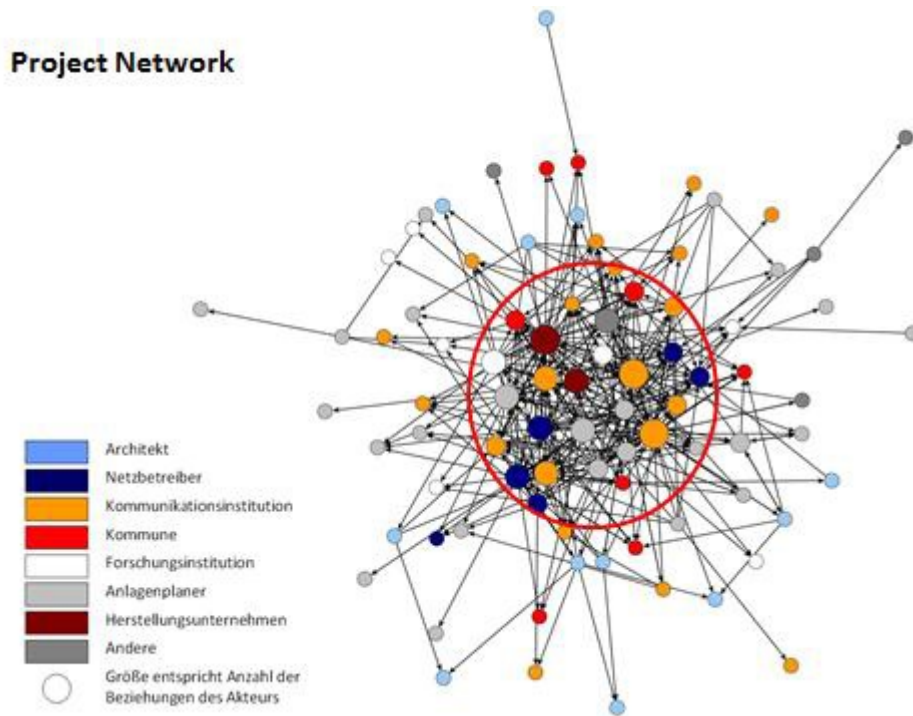 Project Network
Architekt
Netzbetreiber
Kommunikationsinstitution
Kommune
Forschungsinstitution
Anlagenplaner
Herstellungsunternehmen
Andere
Größe entspricht Anzahl der
Beziehungen des Akteurs